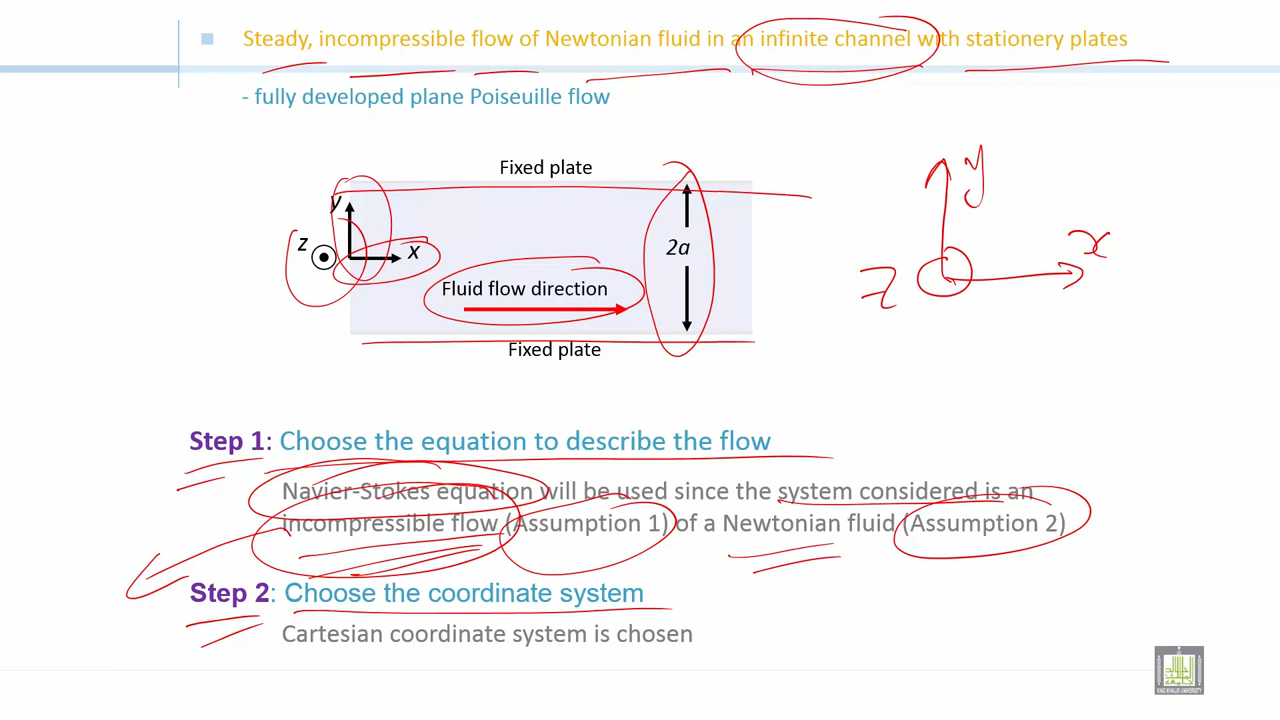 Steady, incompressible flow of Newtonian fluid in an infinite channel with stationery plates
- fully developed plane Poiseuille flow
Fixed plate
y
z
x
2a
Fluid flow direction
Fixed plate
y
x
z
Step 1: Choose the equation to describe the flow
Navier-Stokes equation will be used since the system considered is an
incompressible flow (Assumption 1) of a Newtonian fluid (Assumption 2)
Step 2: Choose the coordinate system
Cartesian coordinate system is chosen
KING KHALID UNIVERSITY